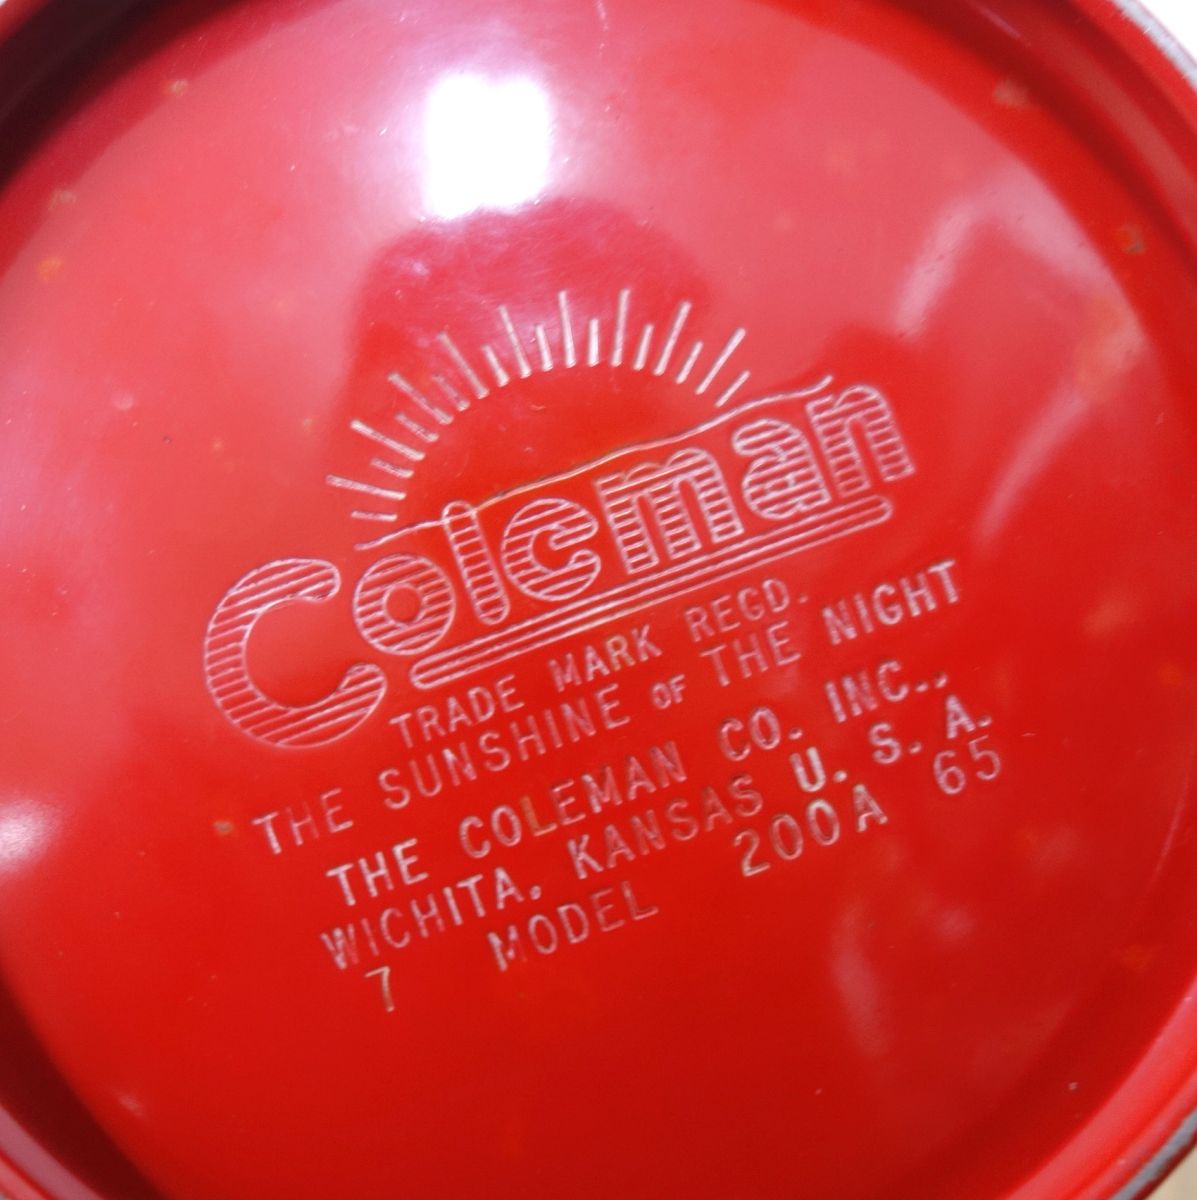 Coleman
TRADE MARK REGD.
THE SUNSHINE OF THE NIGHT
THE COLEMAN CO. INC.,
WICHITA, KANSAS U. S. A.
7 MODEL 200A 65